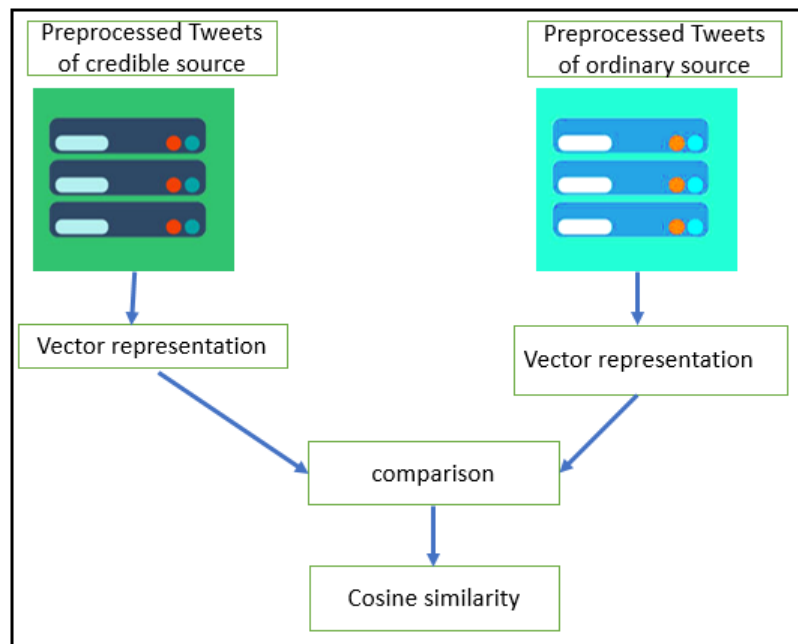 Preprocessed Tweets
of credible source
Preprocessed Tweets
of ordinary source
Vector representation
Vector representation
comparison
Cosine similarity